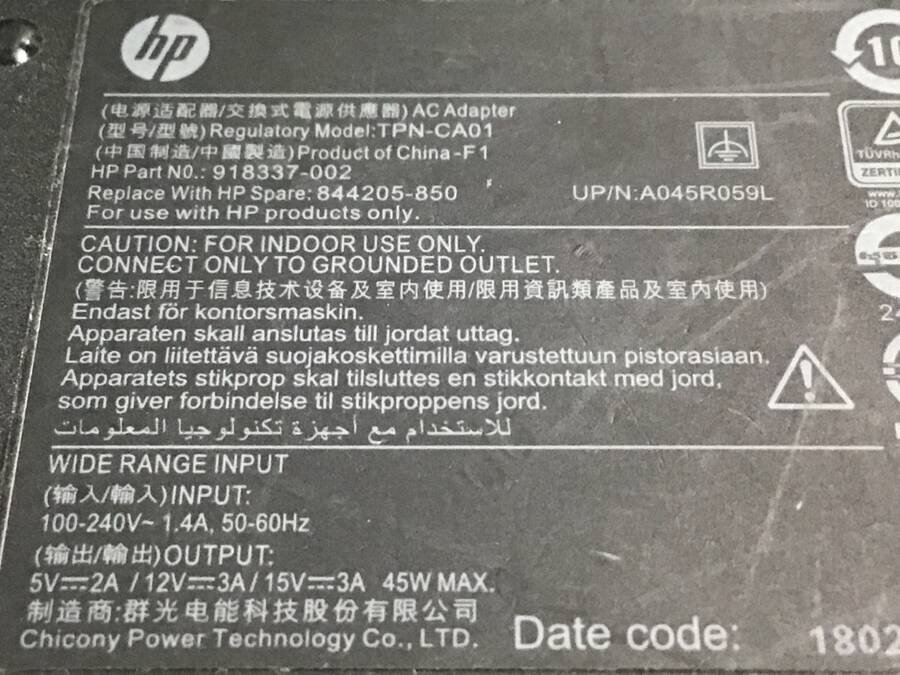 hp
10
(电源适配器/交換式電源供應器) AC Adapter
(型号/型號) Regulatory Model:TPN-CA01
(中国制造/中國製造)Product of China-F1
HP Part N0.: 918337-002
Replace With HP Spare: 844205-850
UP/N:A045R059L
For use with HP products only.
TÜVRh
ZERTI
www.
ID 100
CAUTION: FOR INDOOR USE ONLY.
CONNECT ONLY TO GROUNDED OUTLET.
(警告:限用于信息技术设备及室内使用/限用資訊類產品及室內使用)
Endast för kontorsmaskin.
Apparaten skall anslutas till jordat uttag.
Laite on liitettävä suojakoskettimilla varustettuun pistorasiaan.
Apparatets stikprop skal tilsluttes en stikkontakt med jord,
som giver forbindelse til stikproppens jord.
للاستخدام مع أجهزة تكنولوجيا المعلومات
WIDE RANGE INPUT
(输入/輸入)INPUT:
100-240V~ 1.4A, 50-60Hz
(输出/輸出)OUTPUT:
5V⎓2A / 12V⎓3A / 15V⎓3A 45W MAX.
制造商:群光电能科技股份有限公司
Chicony Power Technology Co., LTD.
Date code: 1802